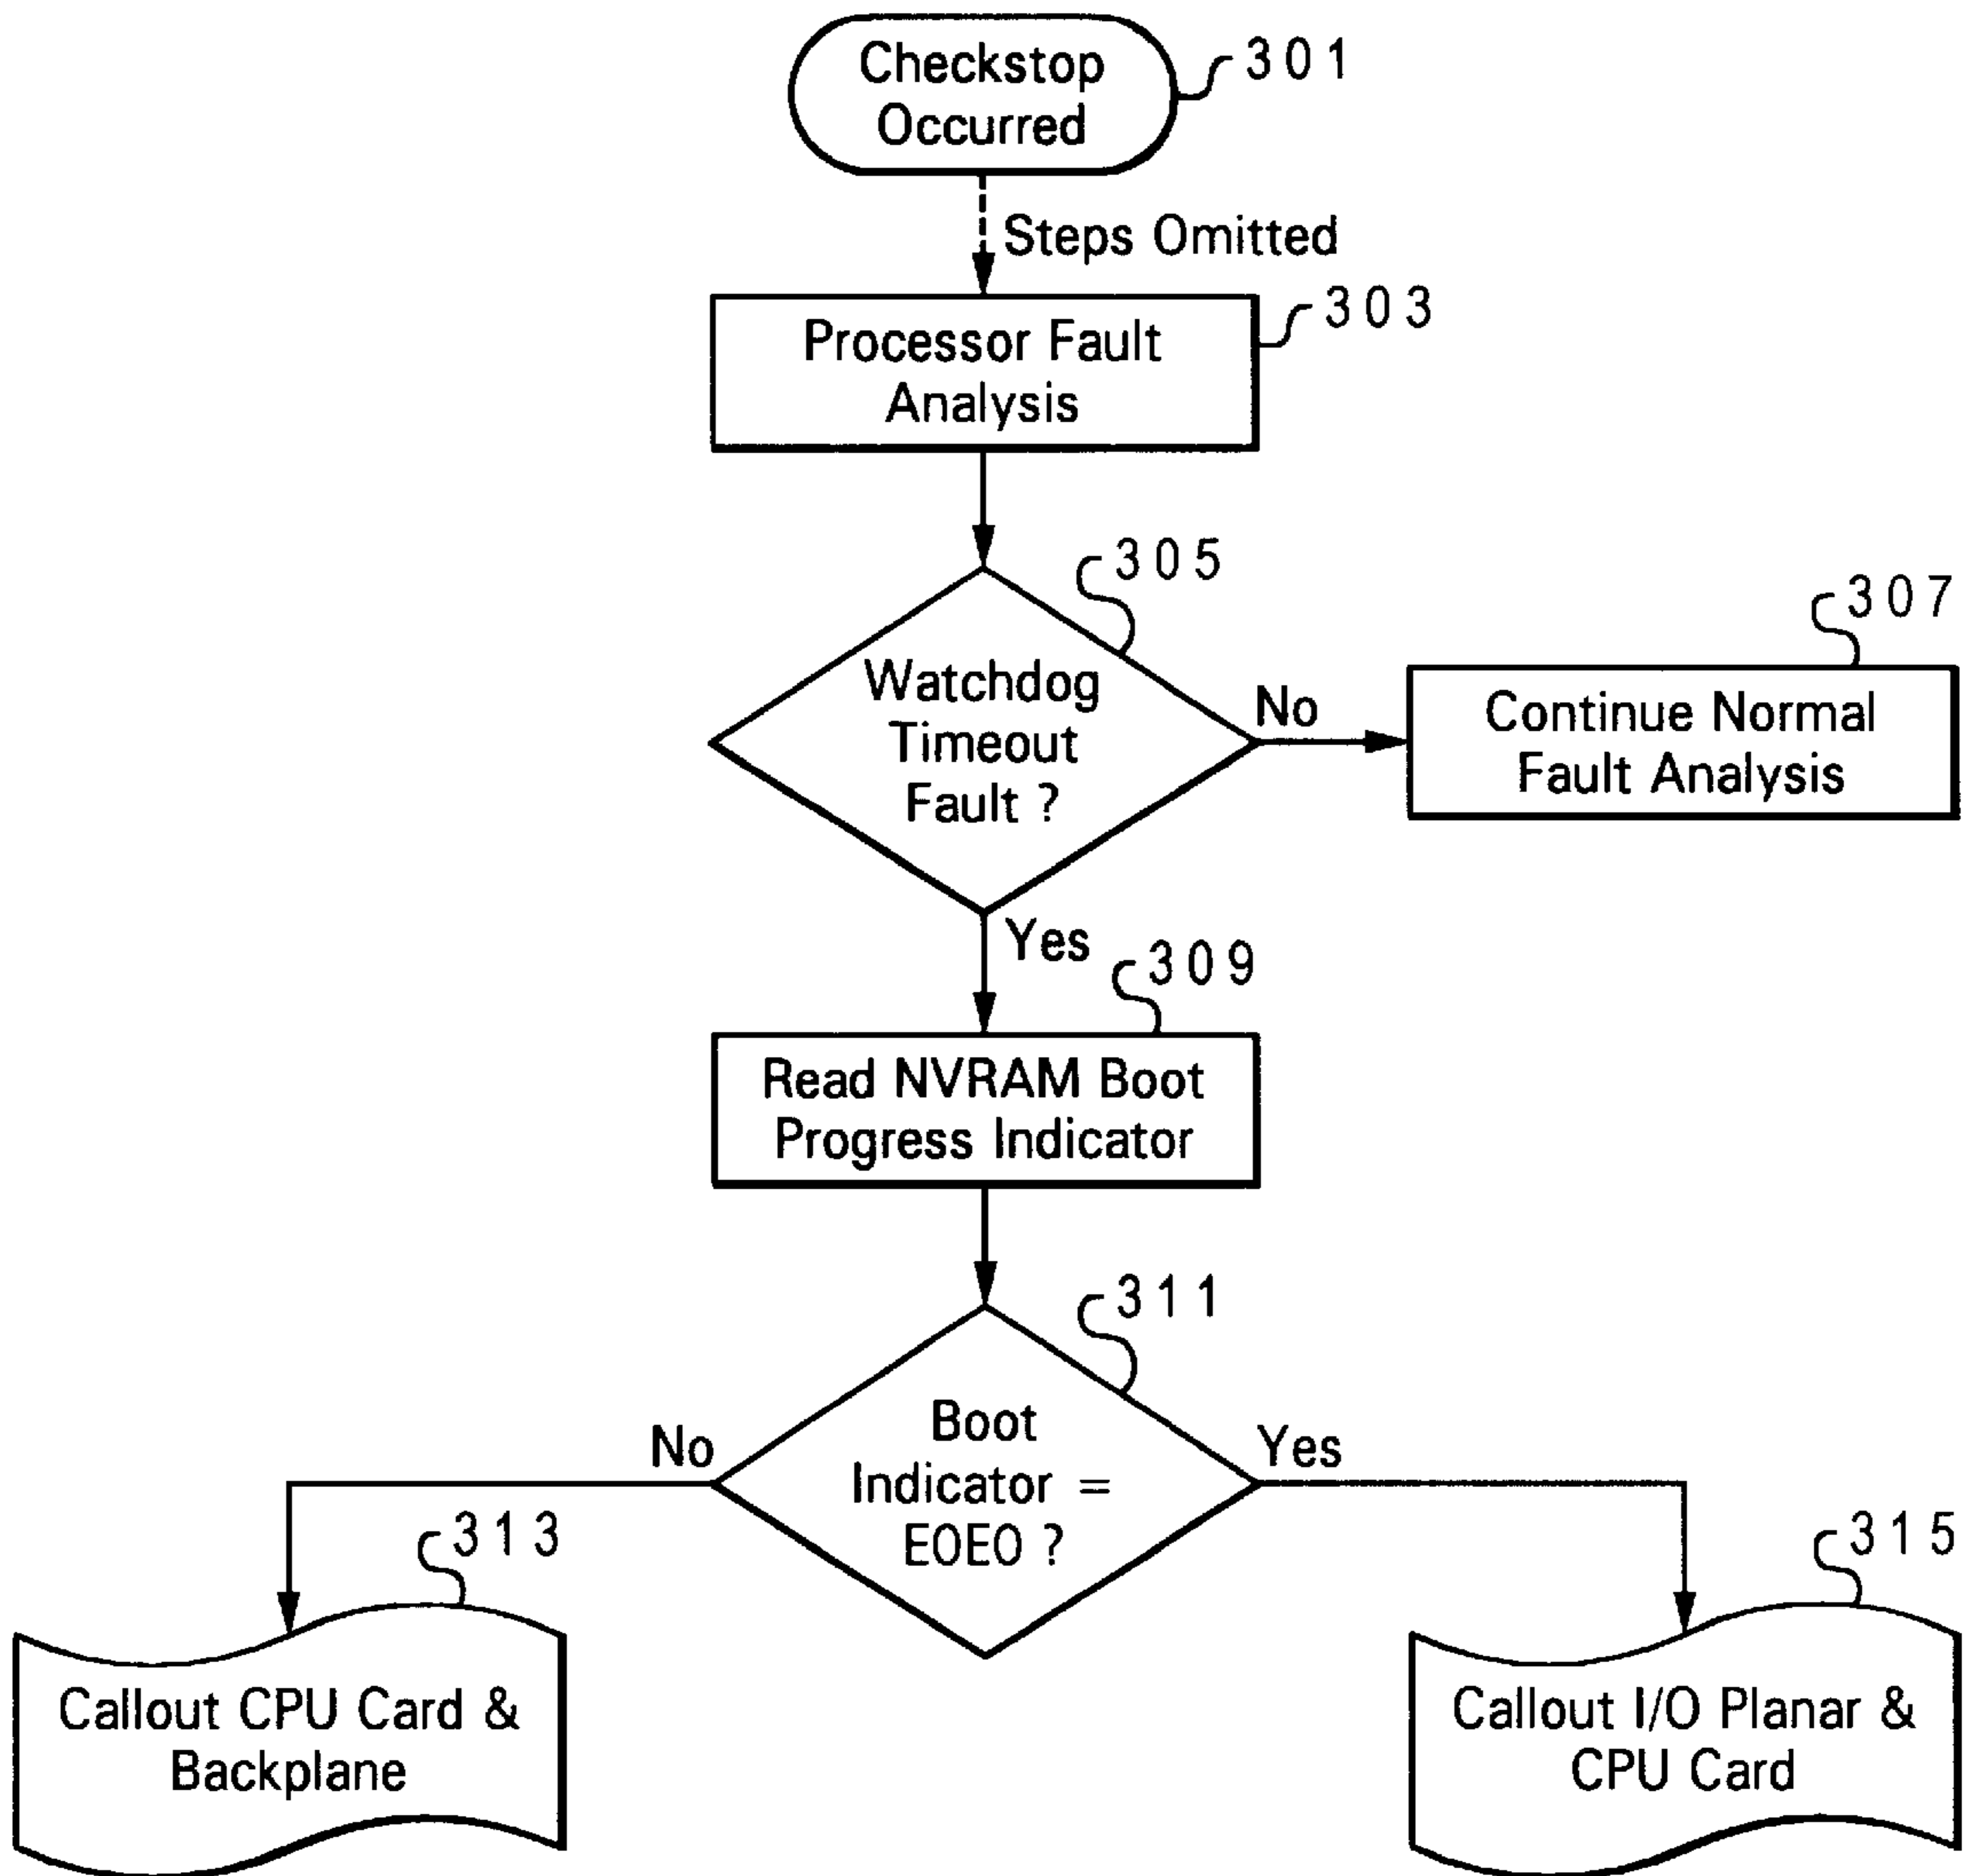 Checkstop
Occurred
301
Steps Omitted
303
Processor Fault
Analysis
305
Watchdog
Timeout
Fault ?
No
307
Continue Normal
Fault Analysis
Yes
309
Read NVRAM Boot
Progress Indicator
311
Boot
Indicator =
E0E0 ?
No
Yes
313
Callout CPU Card &
Backplane
315
Callout I/O Planar &
CPU Card